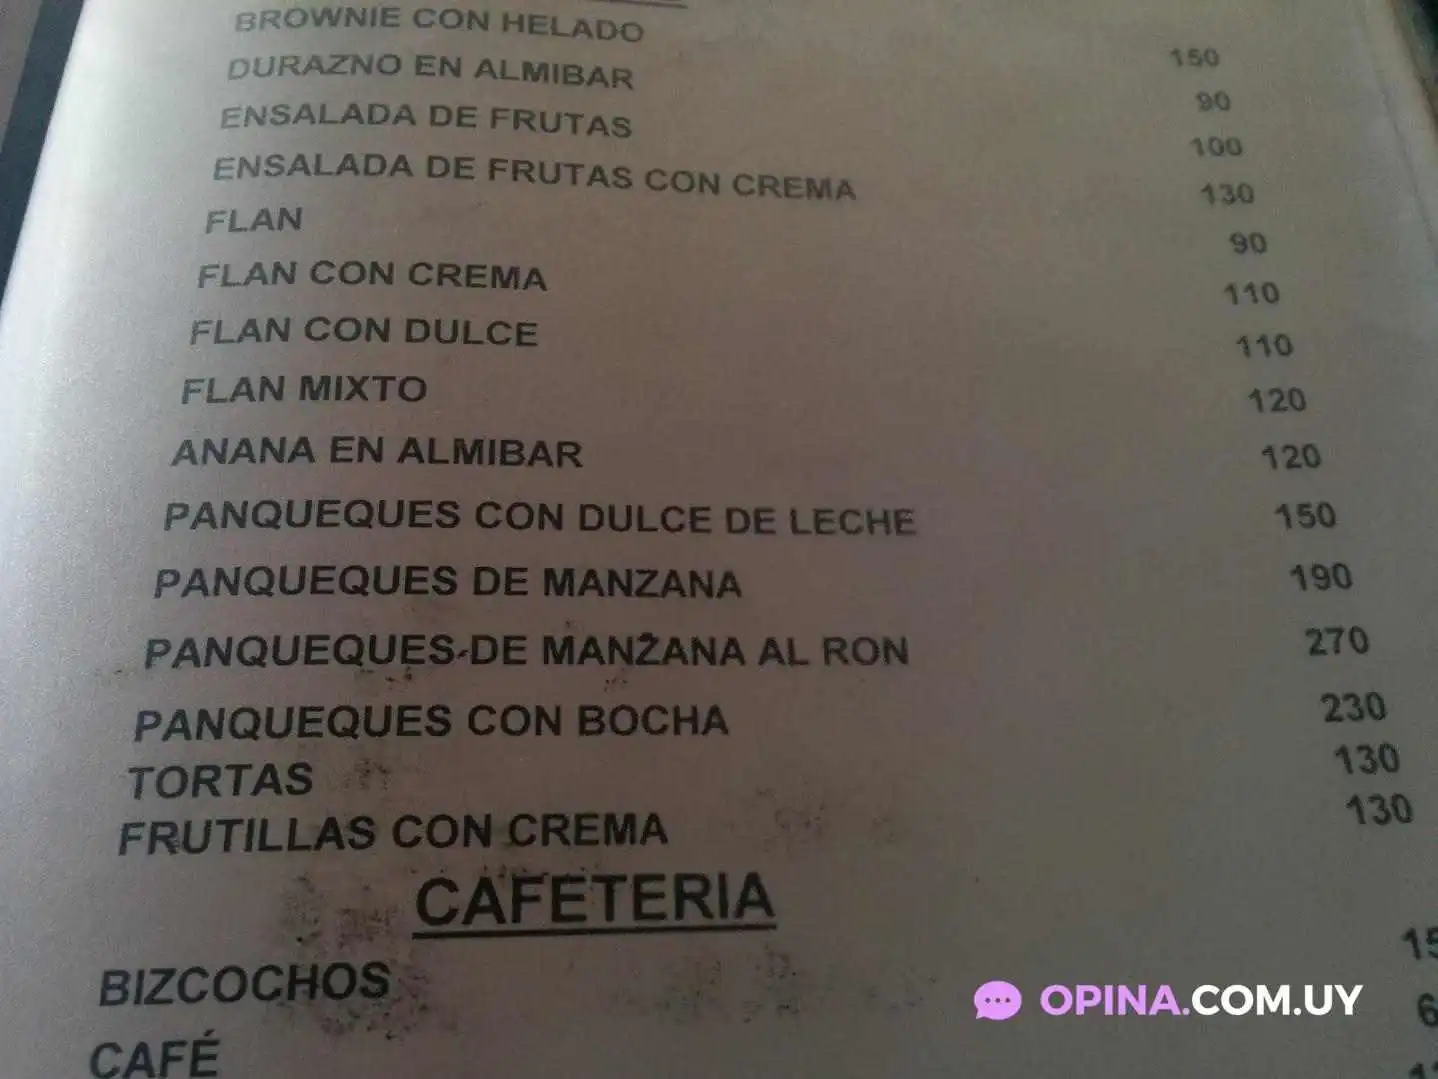 BROWNIE CON HELADO 150
DURAZNO EN ALMIBAR 90
ENSALADA DE FRUTAS 100
ENSALADA DE FRUTAS CON CREMA 130
FLAN 90
FLAN CON CREMA 110
FLAN CON DULCE 110
FLAN MIXTO 120
ANANA EN ALMIBAR 120
PANQUEQUES CON DULCE DE LECHE 150
PANQUEQUES DE MANZANA 190
PANQUEQUES DE MANZANA AL RON 270
PANQUEQUES CON BOCHA 230
TORTAS 130
FRUTILLAS CON CREMA 130
CAFETERIA
BIZCOCHOS
CAFÉ
OPINA.COM.UY